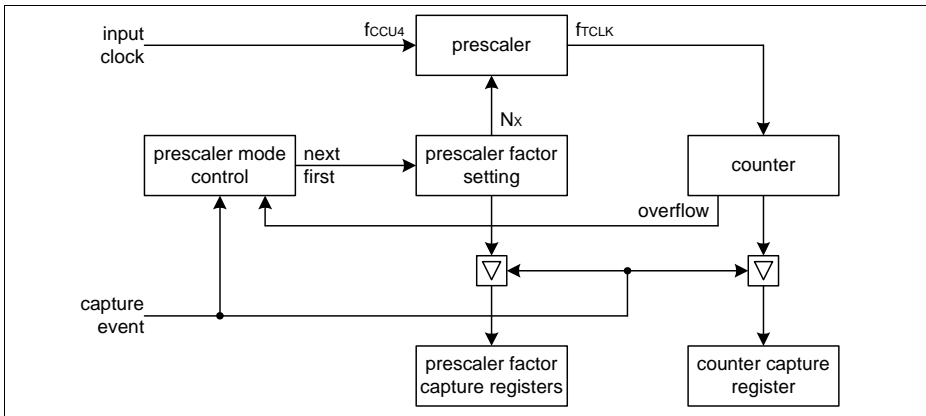 input
clock
fCCU4
prescaler
fTCLK
NX
prescaler mode
control
next
first
prescaler factor
setting
counter
overflow
capture
event
prescaler factor
capture registers
counter capture
register